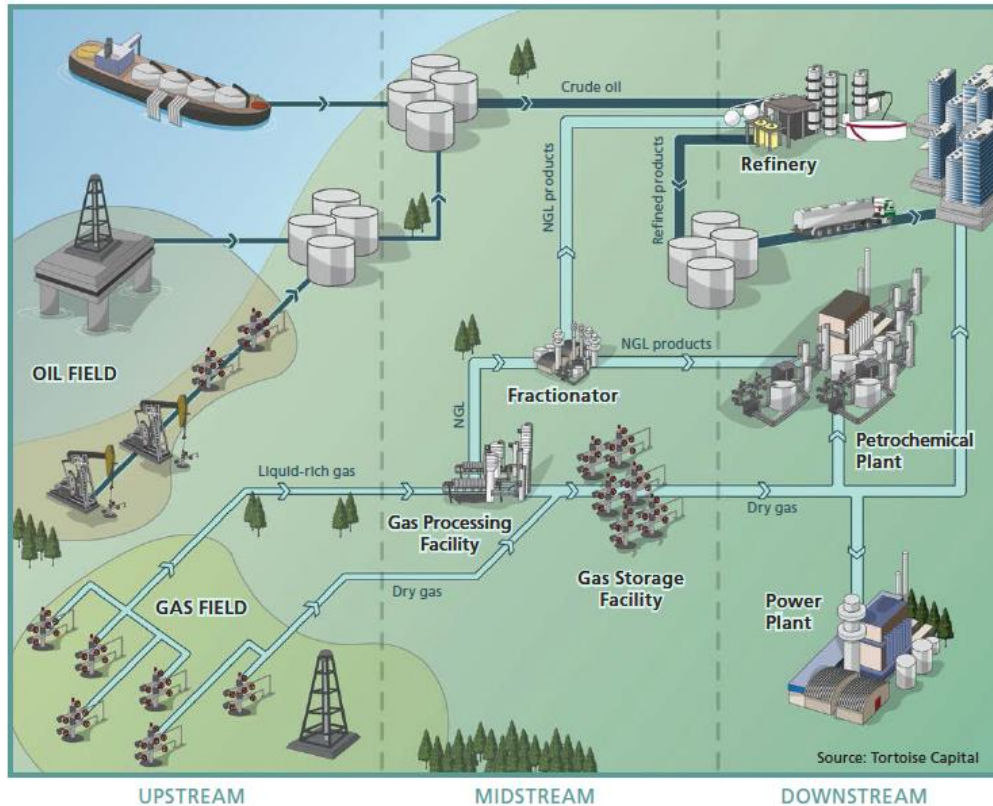 Crude oil
NGL products
Refined products
Refinery
OIL FIELD
NGL products
Fractionator
NGL
Petrochemical
Plant
Liquid-rich gas
Gas Processing
Facility
Dry gas
Gas Storage
Facility
GAS FIELD
Dry gas
Power
Plant
Source: Tortoise Capital
UPSTREAM
MIDSTREAM
DOWNSTREAM